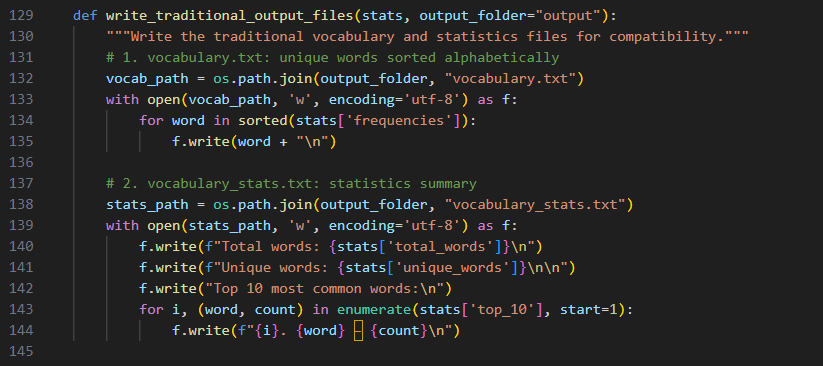 129 def write_traditional_output_files(stats, output_folder="output"):
130 """Write the traditional vocabulary and statistics files for compatibility."""
131 # 1. vocabulary.txt: unique words sorted alphabetically
132 vocab_path = os.path.join(output_folder, "vocabulary.txt")
133 with open(vocab_path, 'w', encoding='utf-8') as f:
134 for word in sorted(stats['frequencies']):
135 f.write(word + "\n")
136
137 # 2. vocabulary_stats.txt: statistics summary
138 stats_path = os.path.join(output_folder, "vocabulary_stats.txt")
139 with open(stats_path, 'w', encoding='utf-8') as f:
140 f.write(f"Total words: {stats['total_words']}\n")
141 f.write(f"Unique words: {stats['unique_words']}\n\n")
142 f.write("Top 10 most common words:\n")
143 for i, (word, count) in enumerate(stats['top_10'], start=1):
144 f.write(f"{i}. {word} – {count}\n")
145